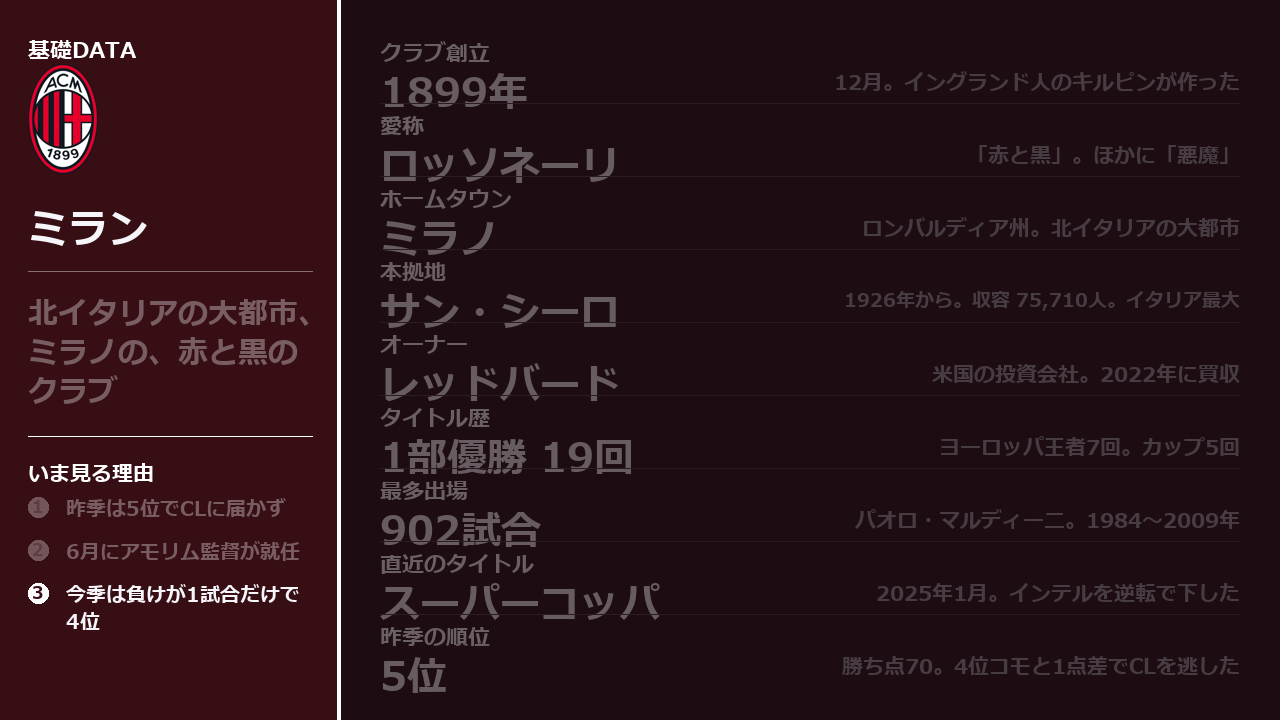 基礎DATA
ACM
1899
ミラン
北イタリアの大都市、
ミラノの、赤と黒の
クラブ
いま見る理由
1 昨季は5位でCLに届かず
2 6月にアモリム監督が就任
3 今季は負けが1試合だけで
4位
クラブ創立
1899年 12月。イングランド人のキルピンが作った
愛称
ロッソネーリ 「赤と黒」。ほかに「悪魔」
ホームタウン
ミラノ ロンバルディア州。北イタリアの大都市
本拠地
サン・シーロ 1926年から。収容 75,710人。イタリア最大
オーナー
レッドバード 米国の投資会社。2022年に買収
タイトル歴
1部優勝 19回 ヨーロッパ王者7回。カップ5回
最多出場
902試合 パオロ・マルディーニ。1984〜2009年
直近のタイトル
スーパーコッパ 2025年1月。インテルを逆転で下した
昨季の順位
5位 勝ち点70。4位コモと1点差でCLを逃した